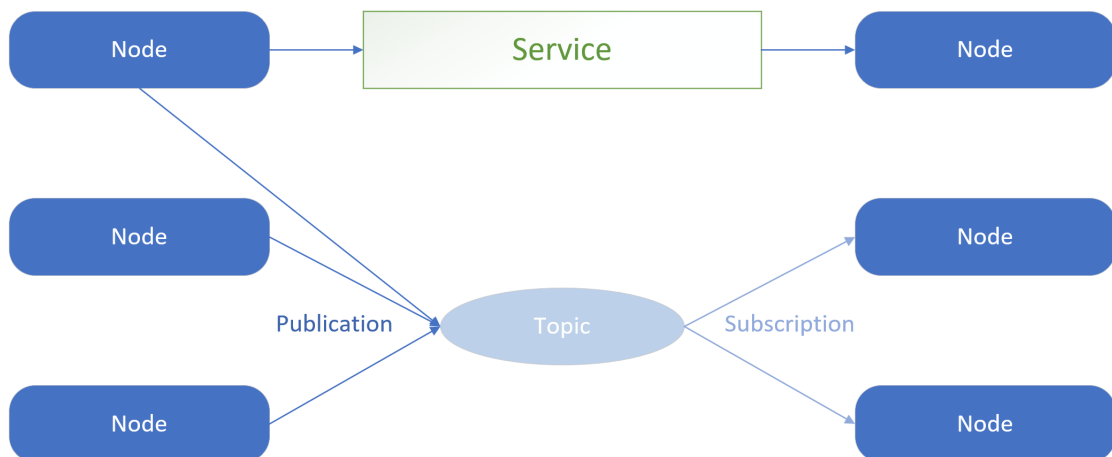 Node
Service
Node
Node
Node
Publication
Topic
Subscription
Node
Node